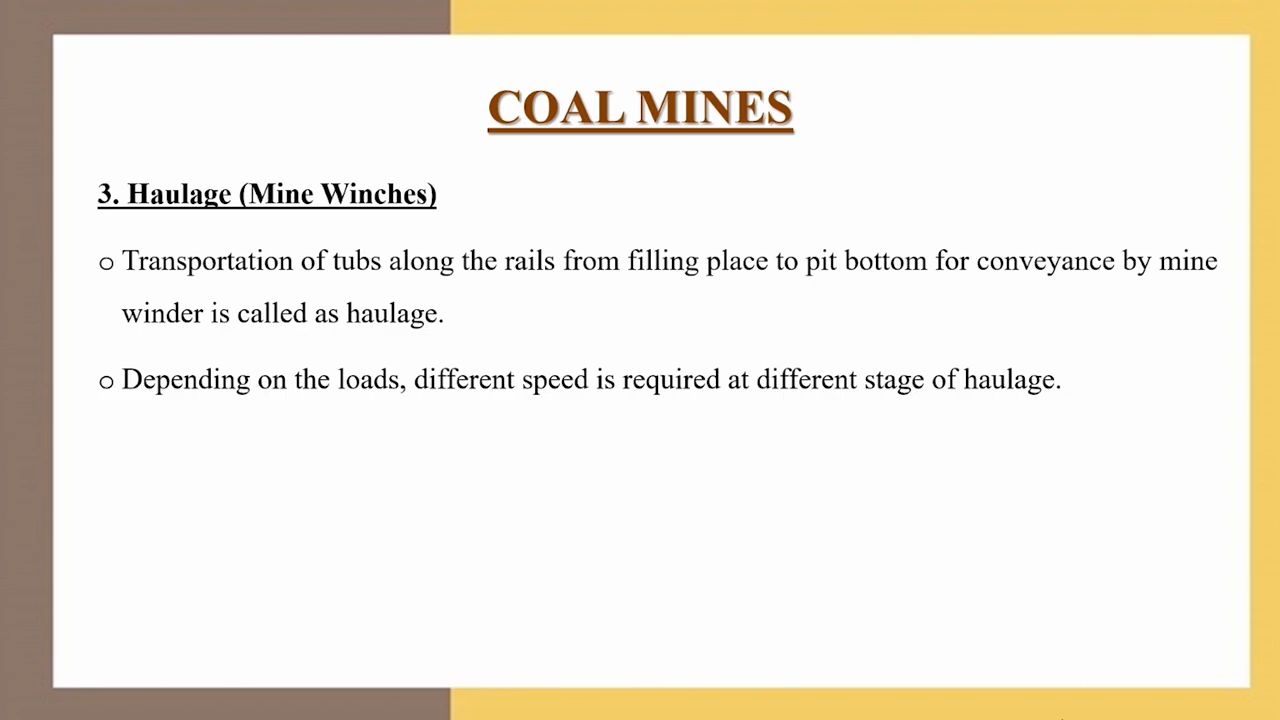 COAL MINES
3. Haulage (Mine Winches)
o Transportation of tubs along the rails from filling place to pit bottom for conveyance by mine
winder is called as haulage.
o Depending on the loads, different speed is required at different stage of haulage.